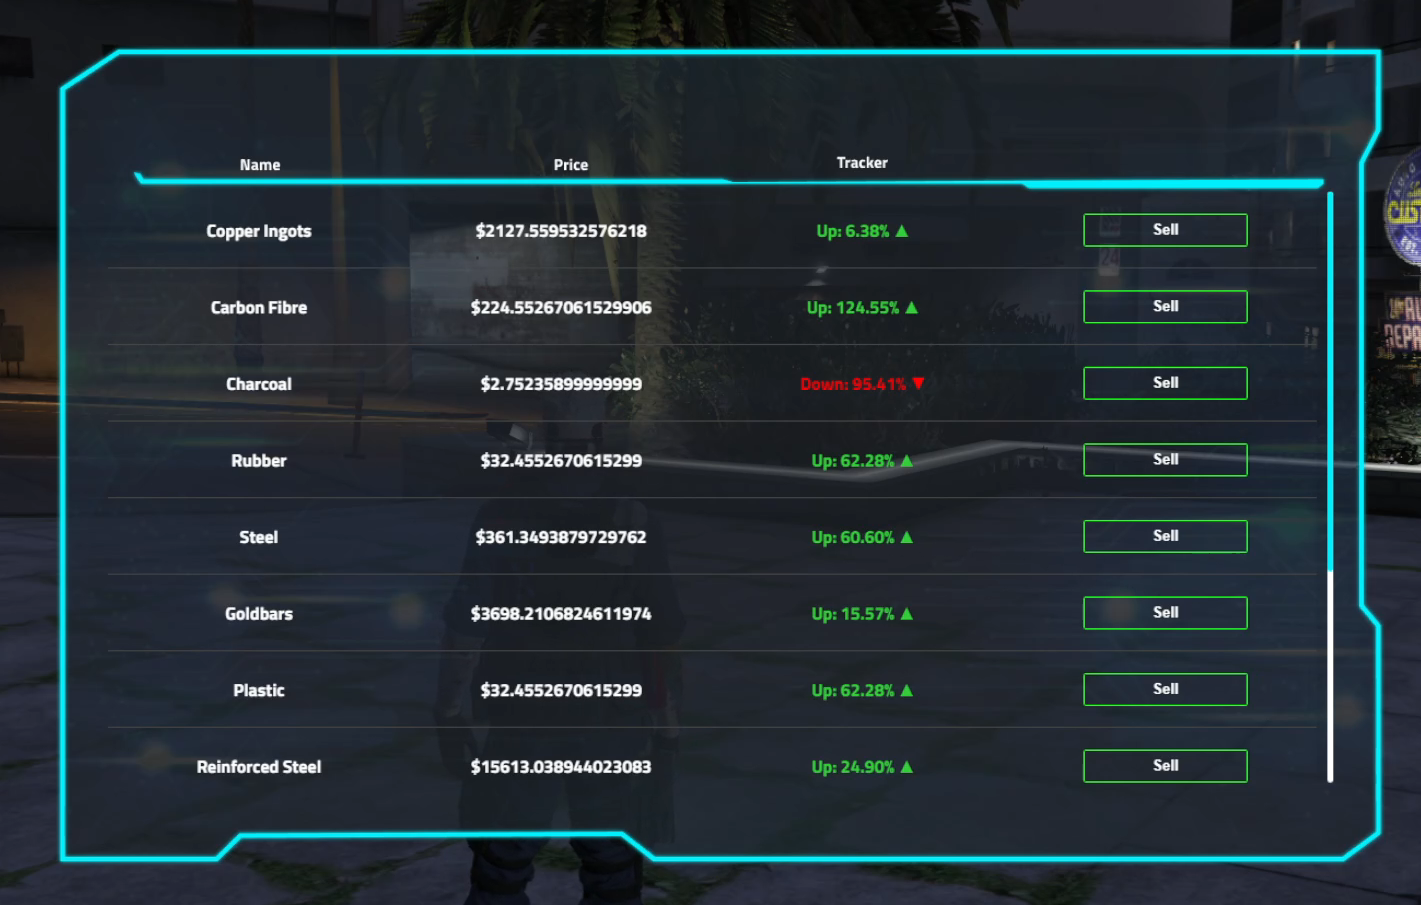 Name Price Tracker
Copper Ingots $2127.559532576218 Up: 6.38% ▲ Sell
Carbon Fibre $224.55267061529906 Up: 124.55% ▲ Sell
Charcoal $2.75235899999999 Down: 95.41% ▼ Sell
Rubber $32.4552670615299 Up: 62.28% ▲ Sell
Steel $361.3493879729762 Up: 60.60% ▲ Sell
Goldbars $3698.2106824611974 Up: 15.57% ▲ Sell
Plastic $32.4552670615299 Up: 62.28% ▲ Sell
Reinforced Steel $15613.038944023083 Up: 24.90% ▲ Sell